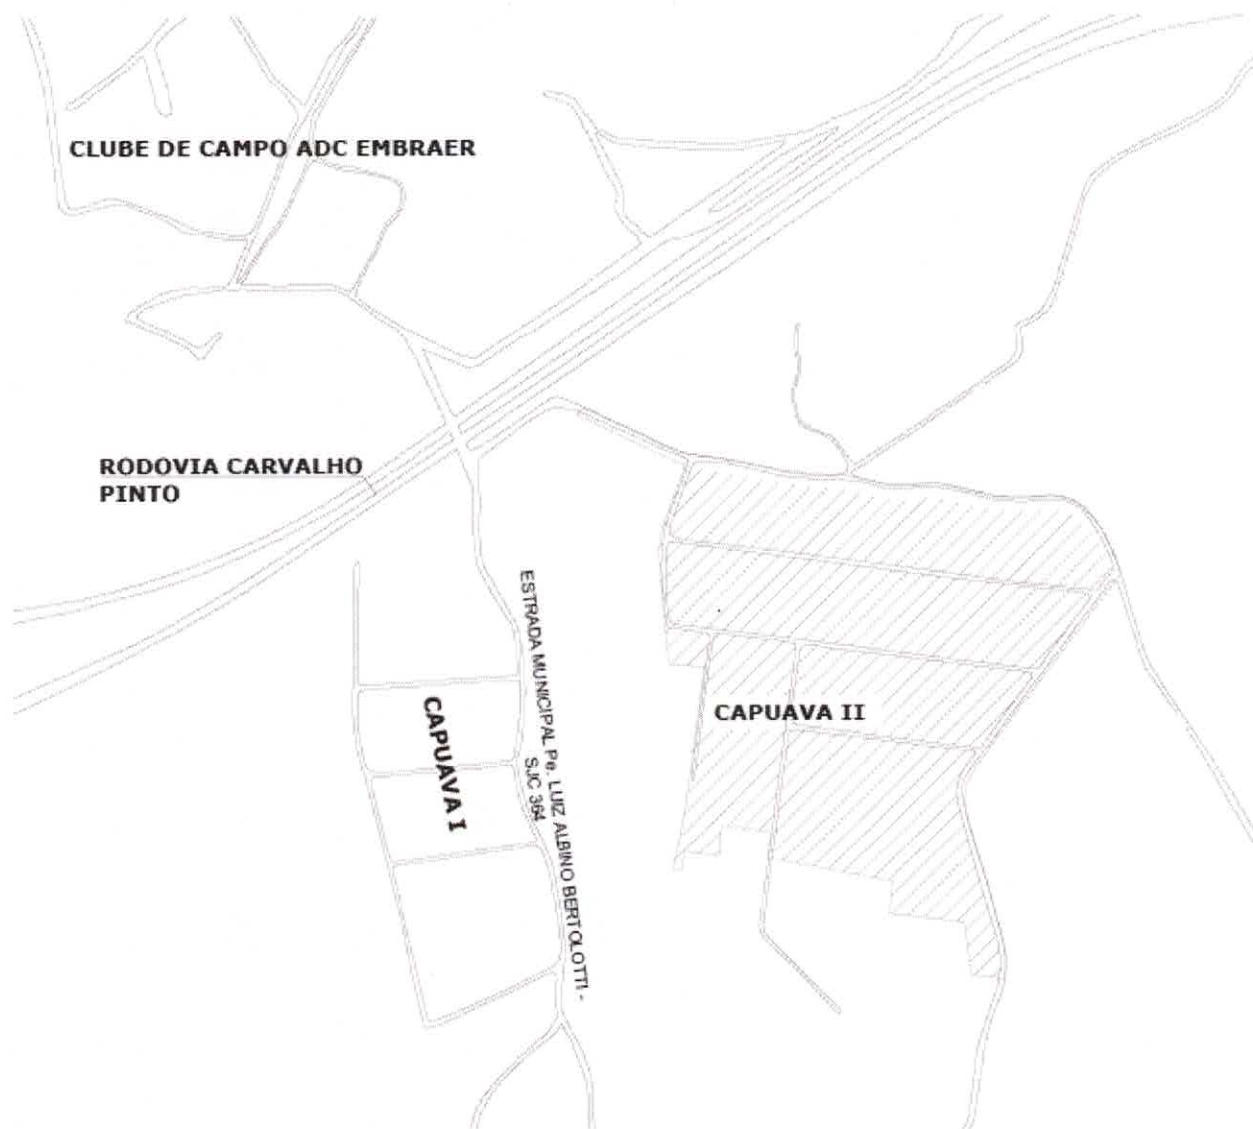 CLUBE DE CAMPO ADC EMBRAER
RODOVIA CARVALHO
PINTO
ESTRADA MUNICIPAL Pe. LUIZ ALBINO BERTOLOTTI -
SJC 364
CAPUAVA I
CAPUAVA II